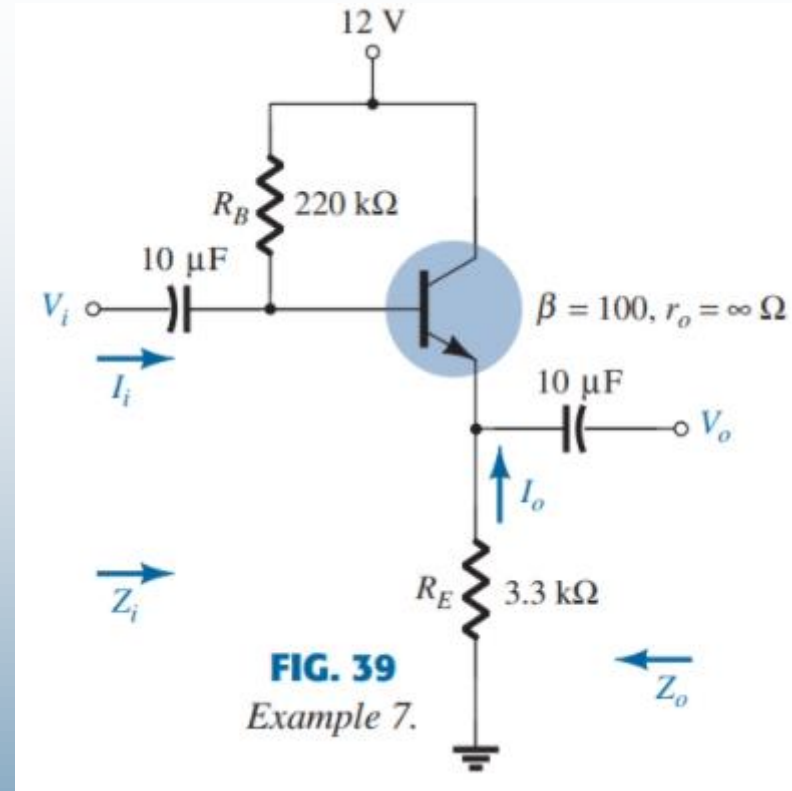 12 V
R_B 220 kΩ
10 μF
V_i
I_i
β = 100, r_o = ∞ Ω
10 μF
V_o
I_o
Z_i
R_E 3.3 kΩ
Z_o
FIG. 39
Example 7.